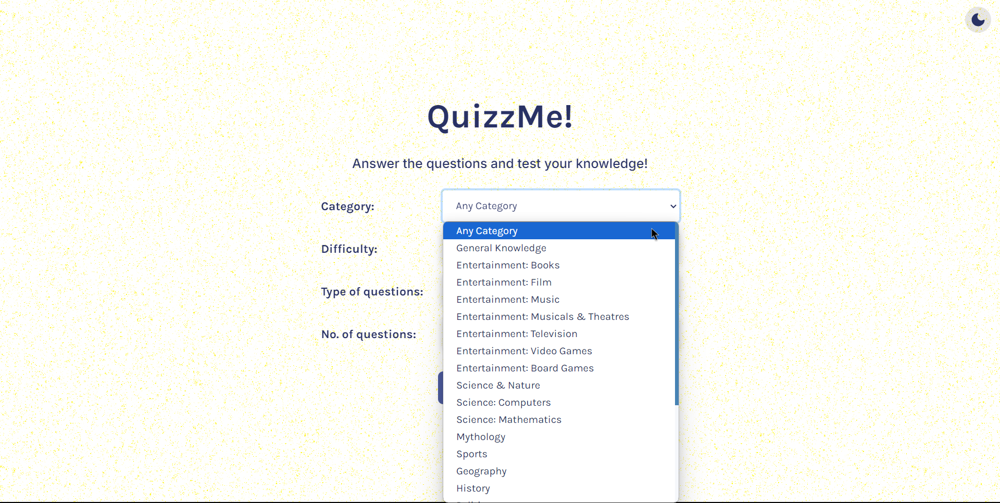 QuizzMe!
Answer the questions and test your knowledge!
Category:
Any Category
Any Category
General Knowledge
Entertainment: Books
Entertainment: Film
Entertainment: Music
Entertainment: Musicals & Theatres
Entertainment: Television
Entertainment: Video Games
Entertainment: Board Games
Science & Nature
Science: Computers
Science: Mathematics
Mythology
Sports
Geography
History
Difficulty:
Type of questions:
No. of questions: